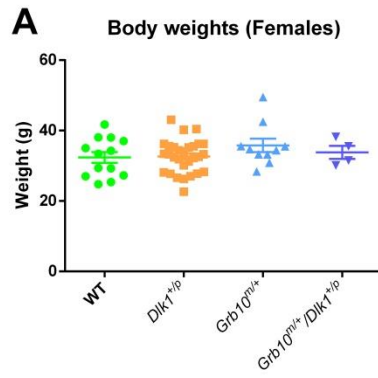 A
Body weights (Females)
Weight (g)
60
40
20
0
WT
Dlk1+/p
Grb10m/+
Grb10m/+/Dlk1+/p